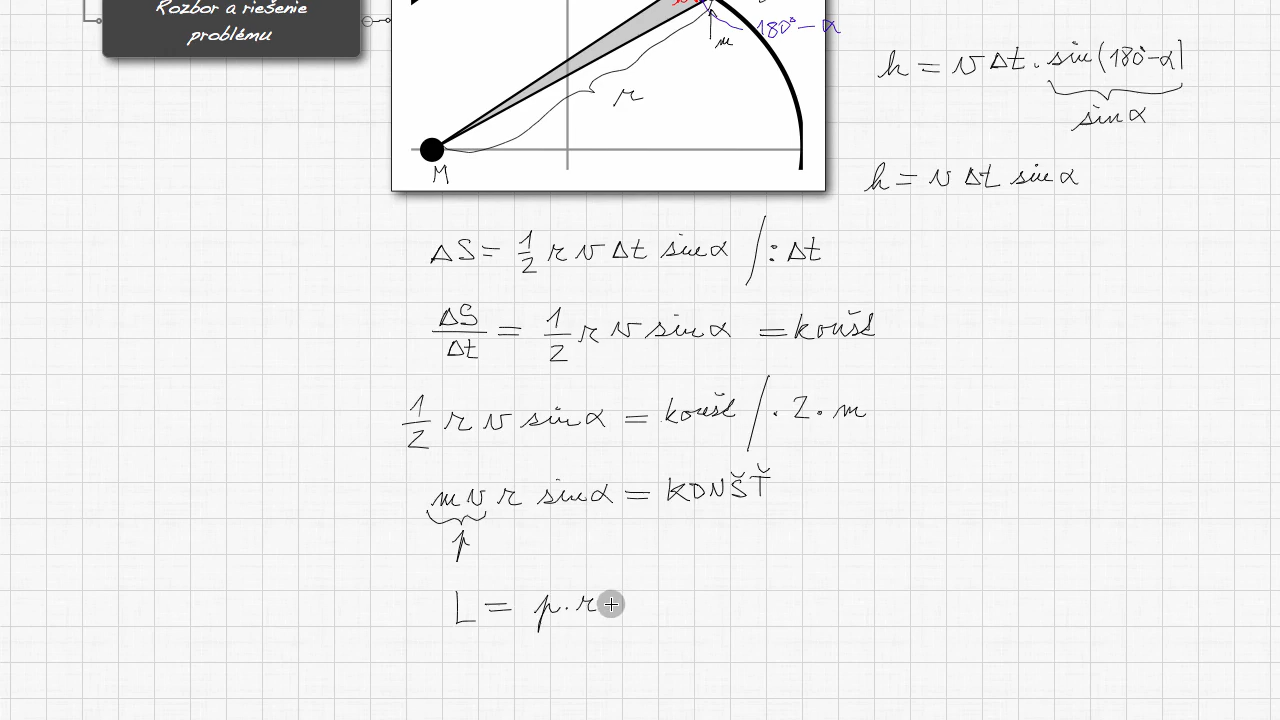 Rozbor a riešenie
problému
180° - α
m
r
M
h = v Δt . sin(180°-α)
sin α
h = v Δt sin α
ΔS = 1/2 r v Δt sin α / : Δt
ΔS/Δt = 1/2 r v sin α = konšt
1/2 r v sin α = konšt / . 2 . m
m v r sin α = KONŠŤ
p
L = p . r